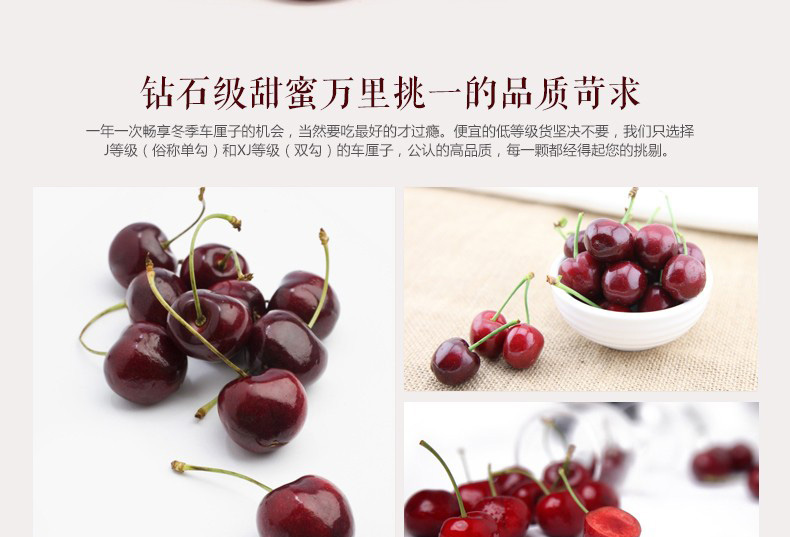 钻石级甜蜜万里挑一的品质苛求
一年一次畅享冬季车厘子的机会，当然要吃最好的才过瘾。便宜的低等级货坚决不要，我们只选择
J等级（俗称单勾）和XJ等级（双勾）的车厘子，公认的高品质，每一颗都经得起您的挑剔。